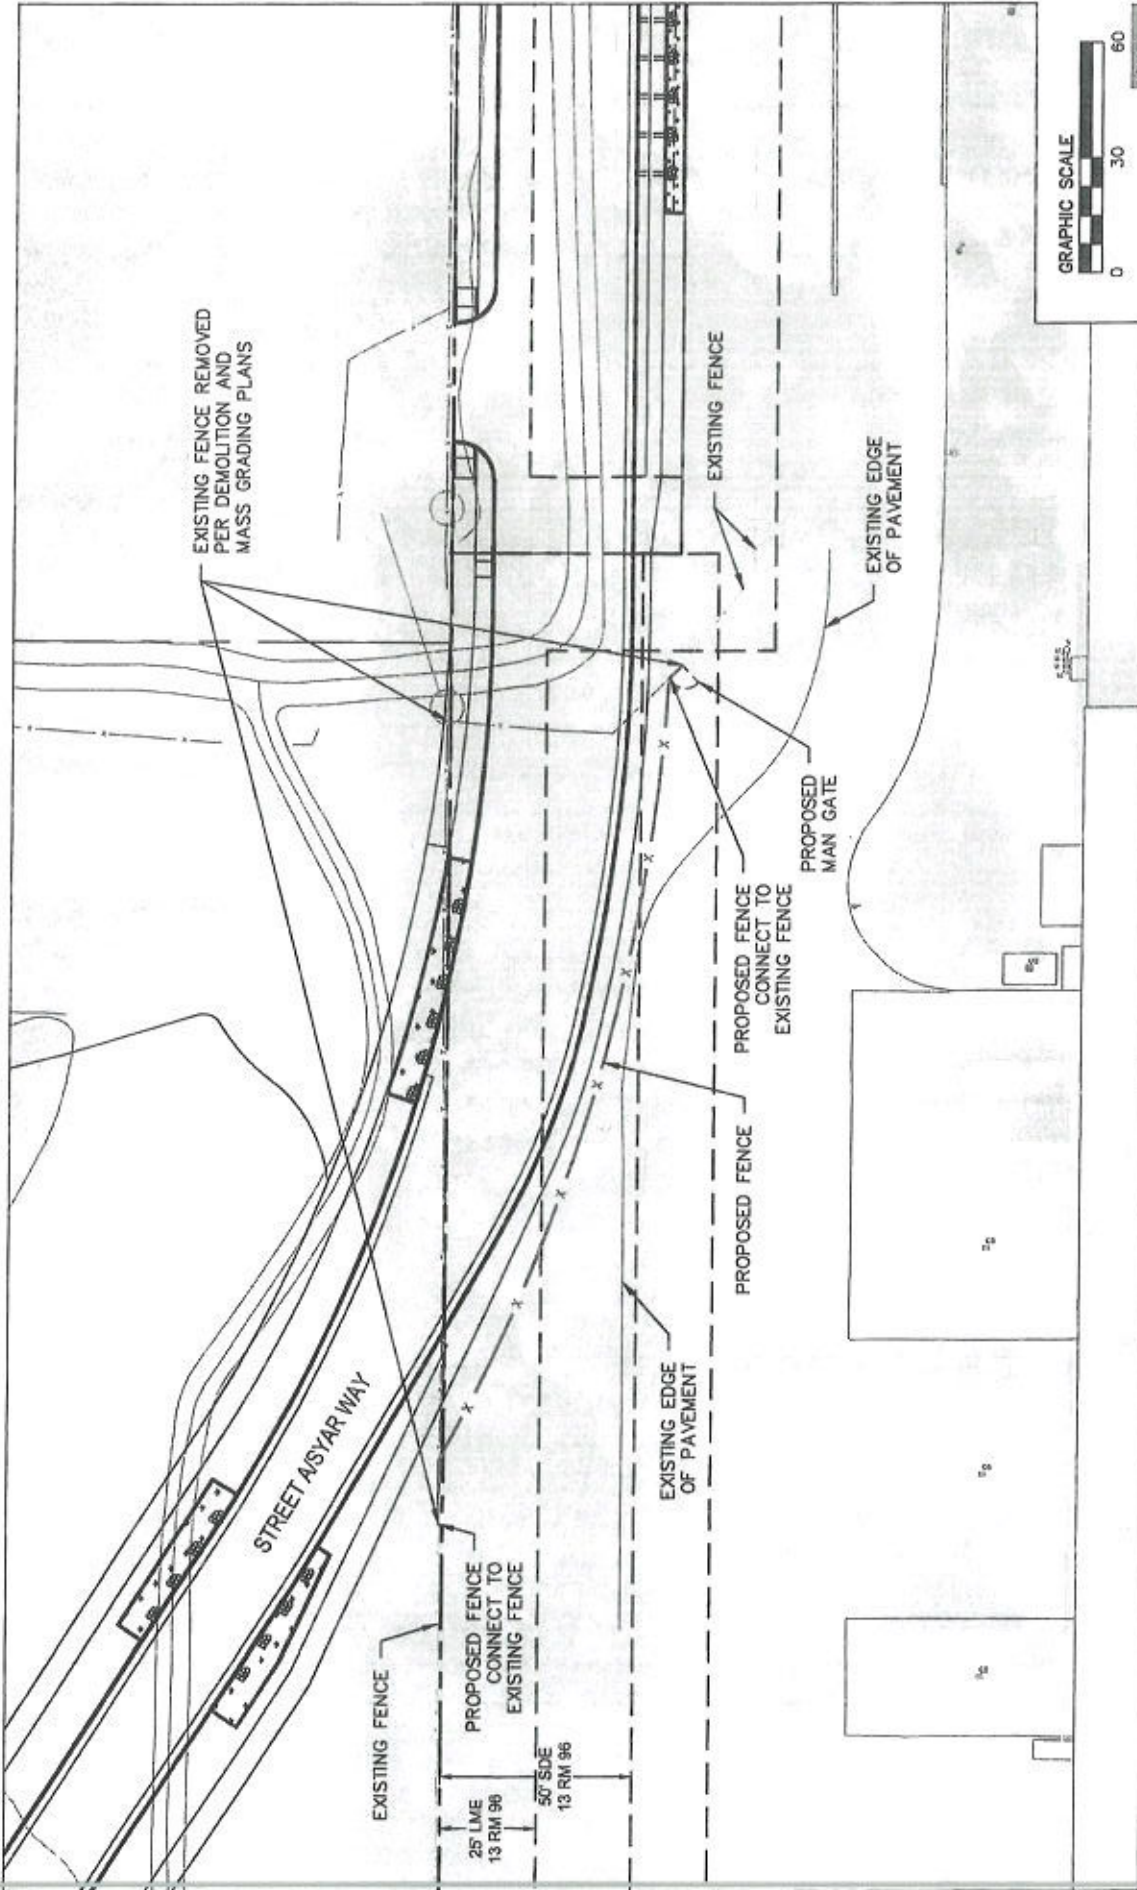 EXISTING FENCE REMOVED
PER DEMOLITION AND
MASS GRADING PLANS
STREET A/SYAR WAY
EXISTING FENCE
PROPOSED FENCE
CONNECT TO
EXISTING FENCE
25' LME
13 RM 96
50' SDE
13 RM 96
EXISTING EDGE
OF PAVEMENT
PROPOSED FENCE
PROPOSED FENCE
CONNECT TO
EXISTING FENCE
PROPOSED
MAN GATE
EXISTING FENCE
EXISTING EDGE
OF PAVEMENT
GRAPHIC SCALE
0 30 60